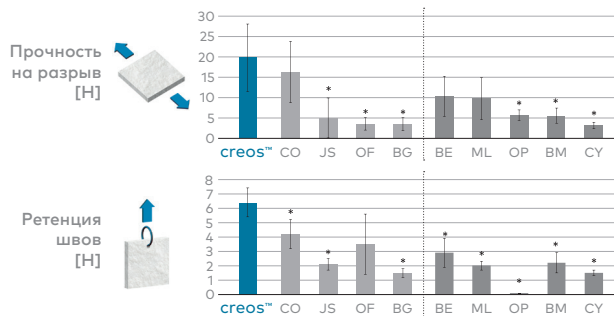 Прочность
на разрыв
[Н]
30
25
20
15
10
5
0
* * * * * *
creos™ CO JS OF BG BE ML OP BM CY
Ретенция
швов
[Н]
8
7
6
5
4
3
2
1
0
* * * * * * * *
creos™ CO JS OF BG BE ML OP BM CY